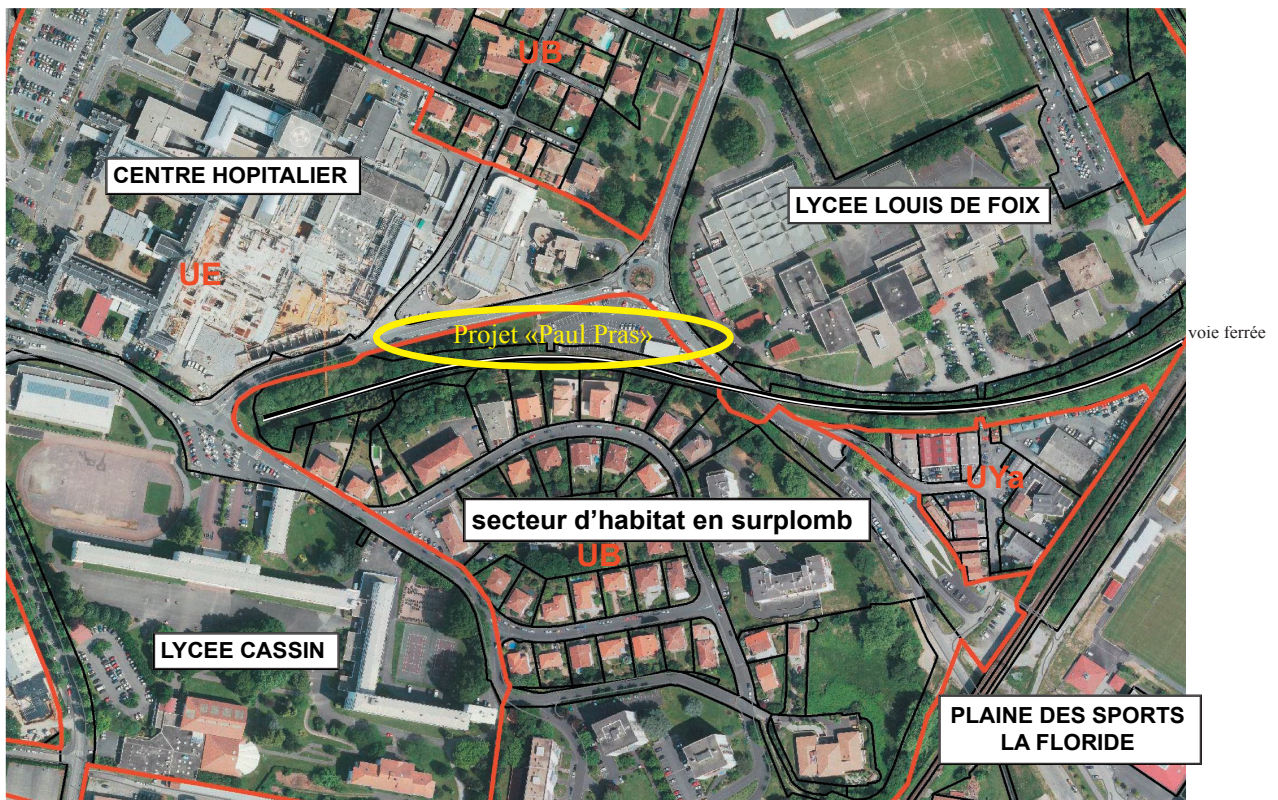 UB
CENTRE HOPITALIER
LYCEE LOUIS DE FOIX
UE
Projet «Paul Pras»
voie ferrée
UYa
secteur d’habitat en surplomb
UB
LYCEE CASSIN
PLAINE DES SPORTS
LA FLORIDE